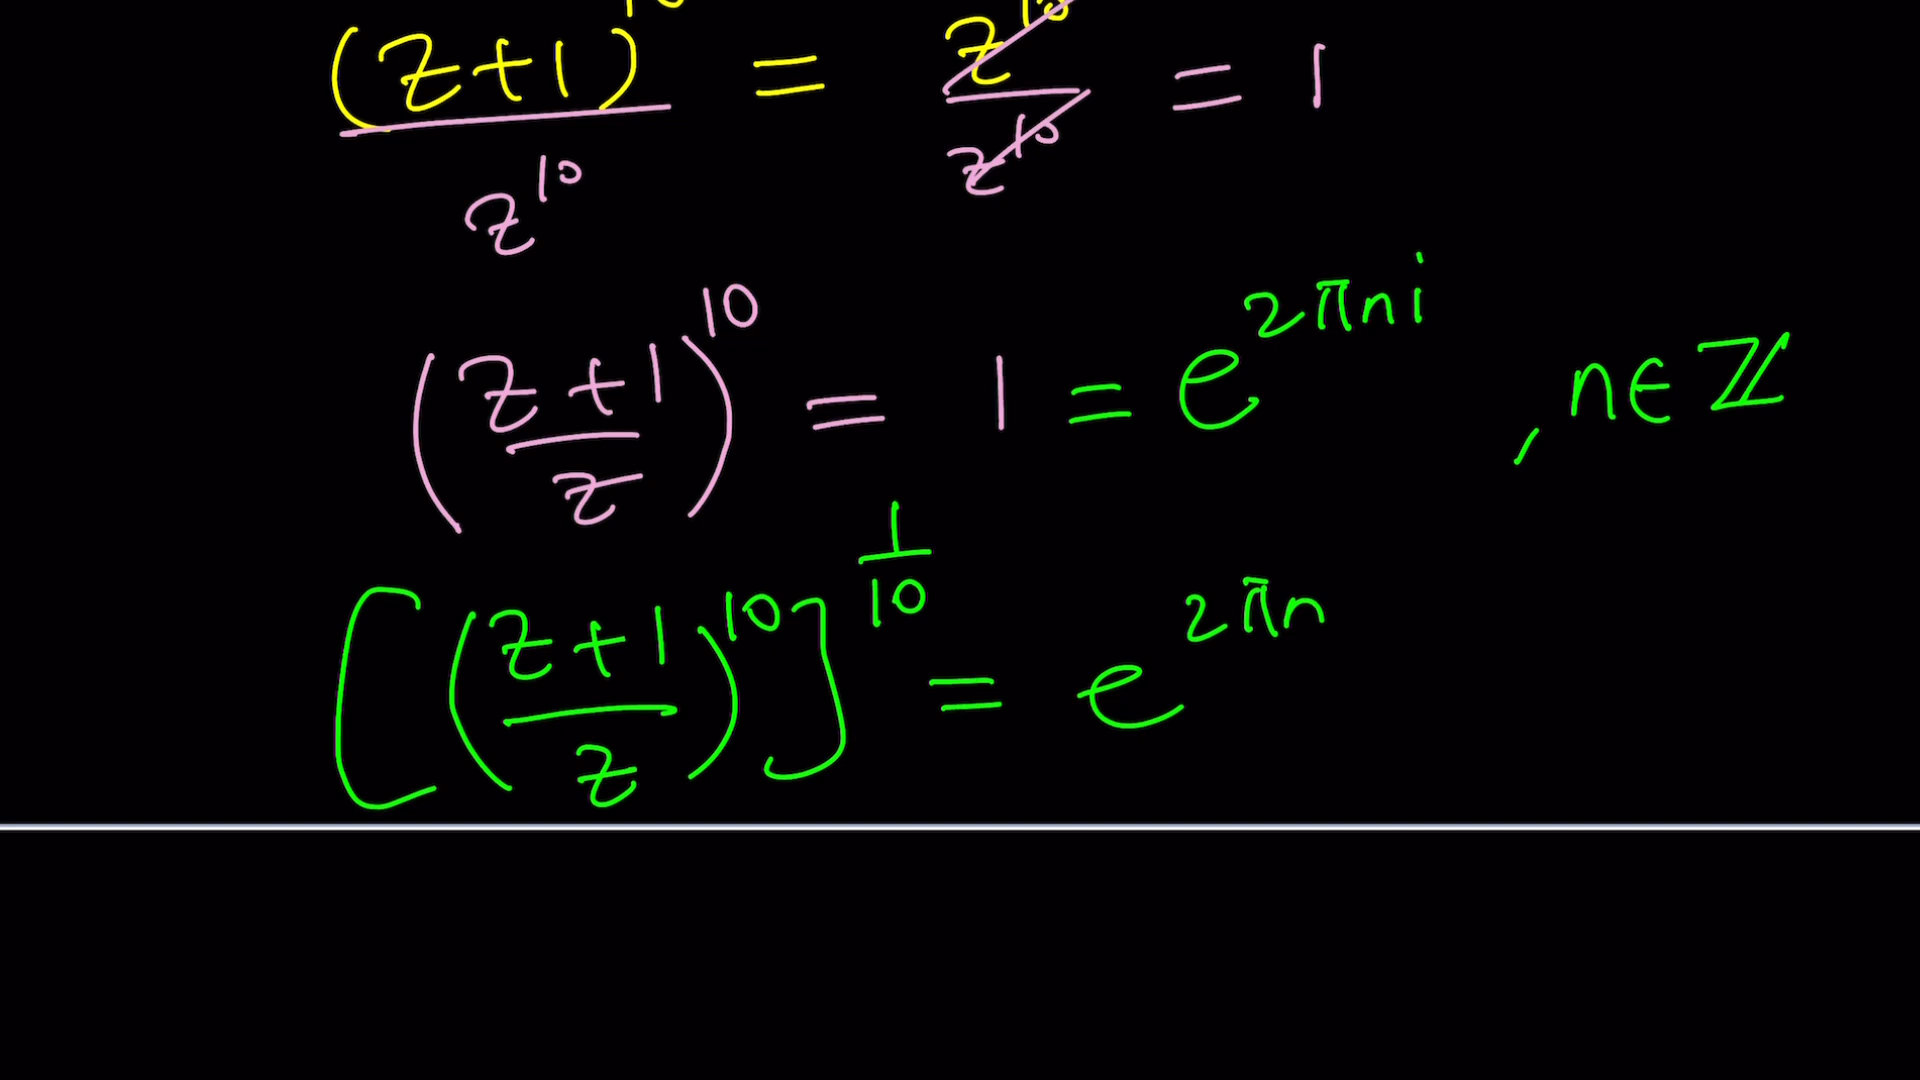 (z+1)^10 / z^10 = z^10 / z^10 = 1
((z+1)/z)^10 = 1 = e^(2πni) , n∈ℤ
[((z+1)/z)^10]^(1/10) = e^(2πn)